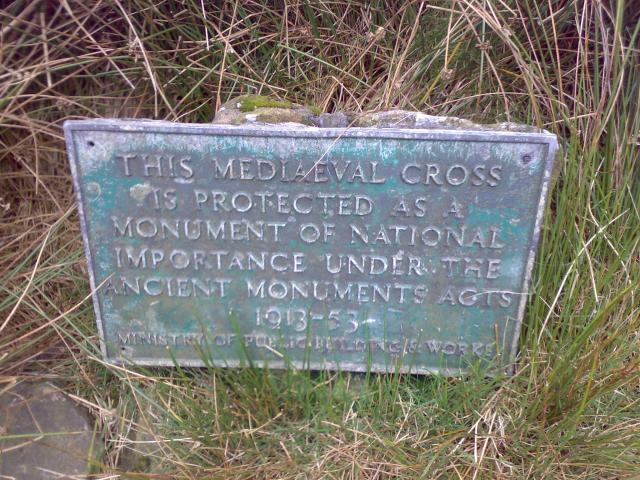 THIS MEDIAEVAL CROSS
IS PROTECTED AS A
MONUMENT OF NATIONAL
IMPORTANCE UNDER THE
ANCIENT MONUMENTS ACTS
1913-53
MINISTRY OF PUBLIC BUILDING & WORKS